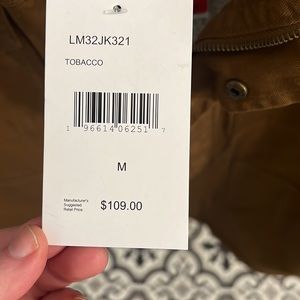 LM32JK321
TOBACCO
1 96614 06251 7
M
Manufacturer's
Suggested
Retail Price
$109.00